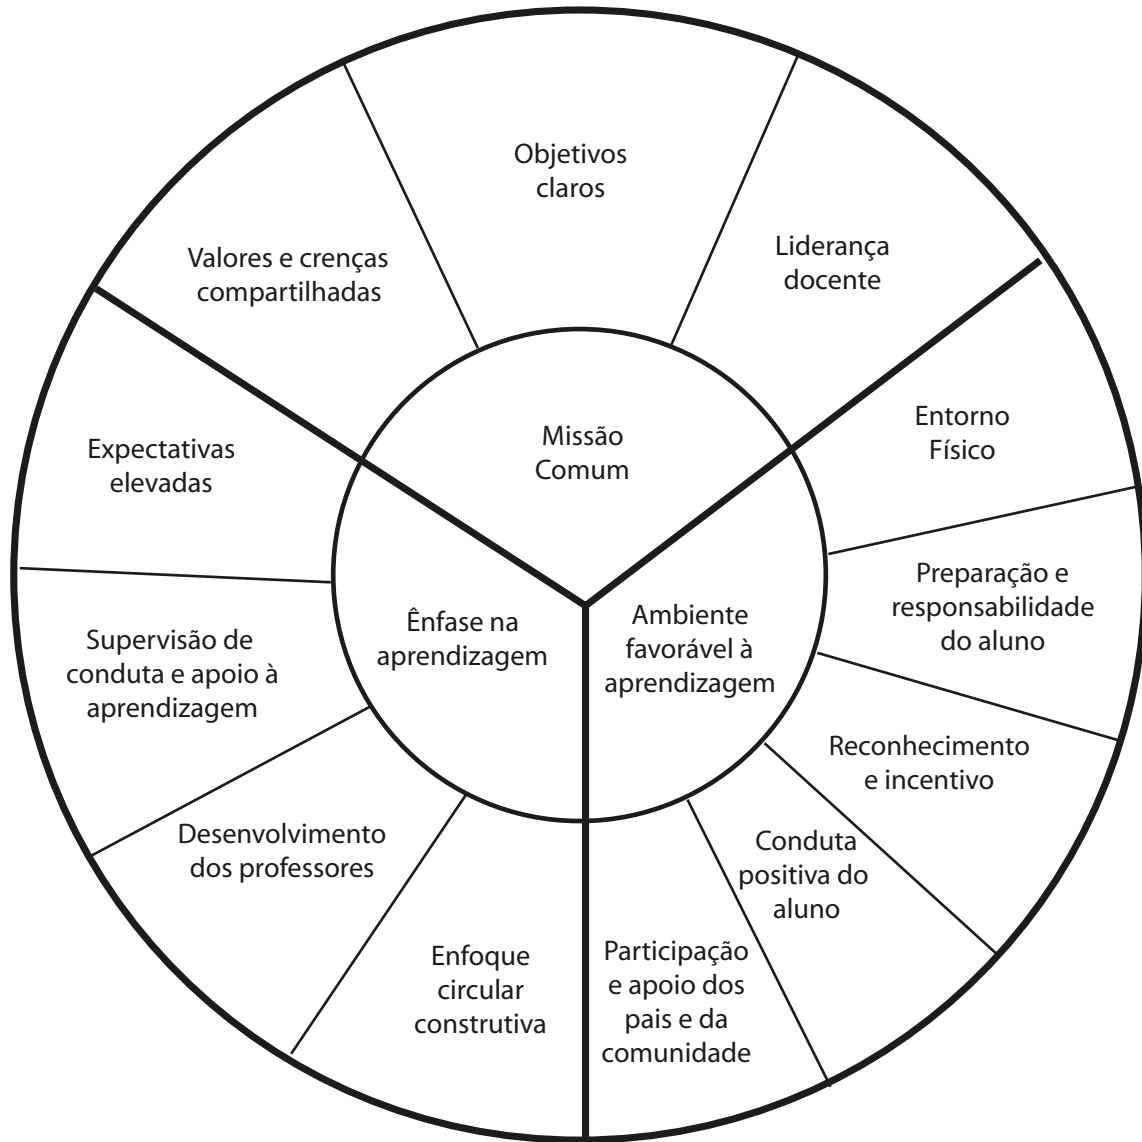 Objetivos
claros
Valores e crenças
compartilhadas
Liderança
docente
Missão
Comum
Entorno
Físico
Expectativas
elevadas
Preparação e
responsabilidade
do aluno
Ênfase na
aprendizagem
Ambiente
favorável à
aprendizagem
Supervisão de
conduta e apoio à
aprendizagem
Reconhecimento
e incentivo
Desenvolvimento
dos professores
Conduta
positiva do
aluno
Enfoque
circular
construtiva
Participação
e apoio dos
pais e da
comunidade